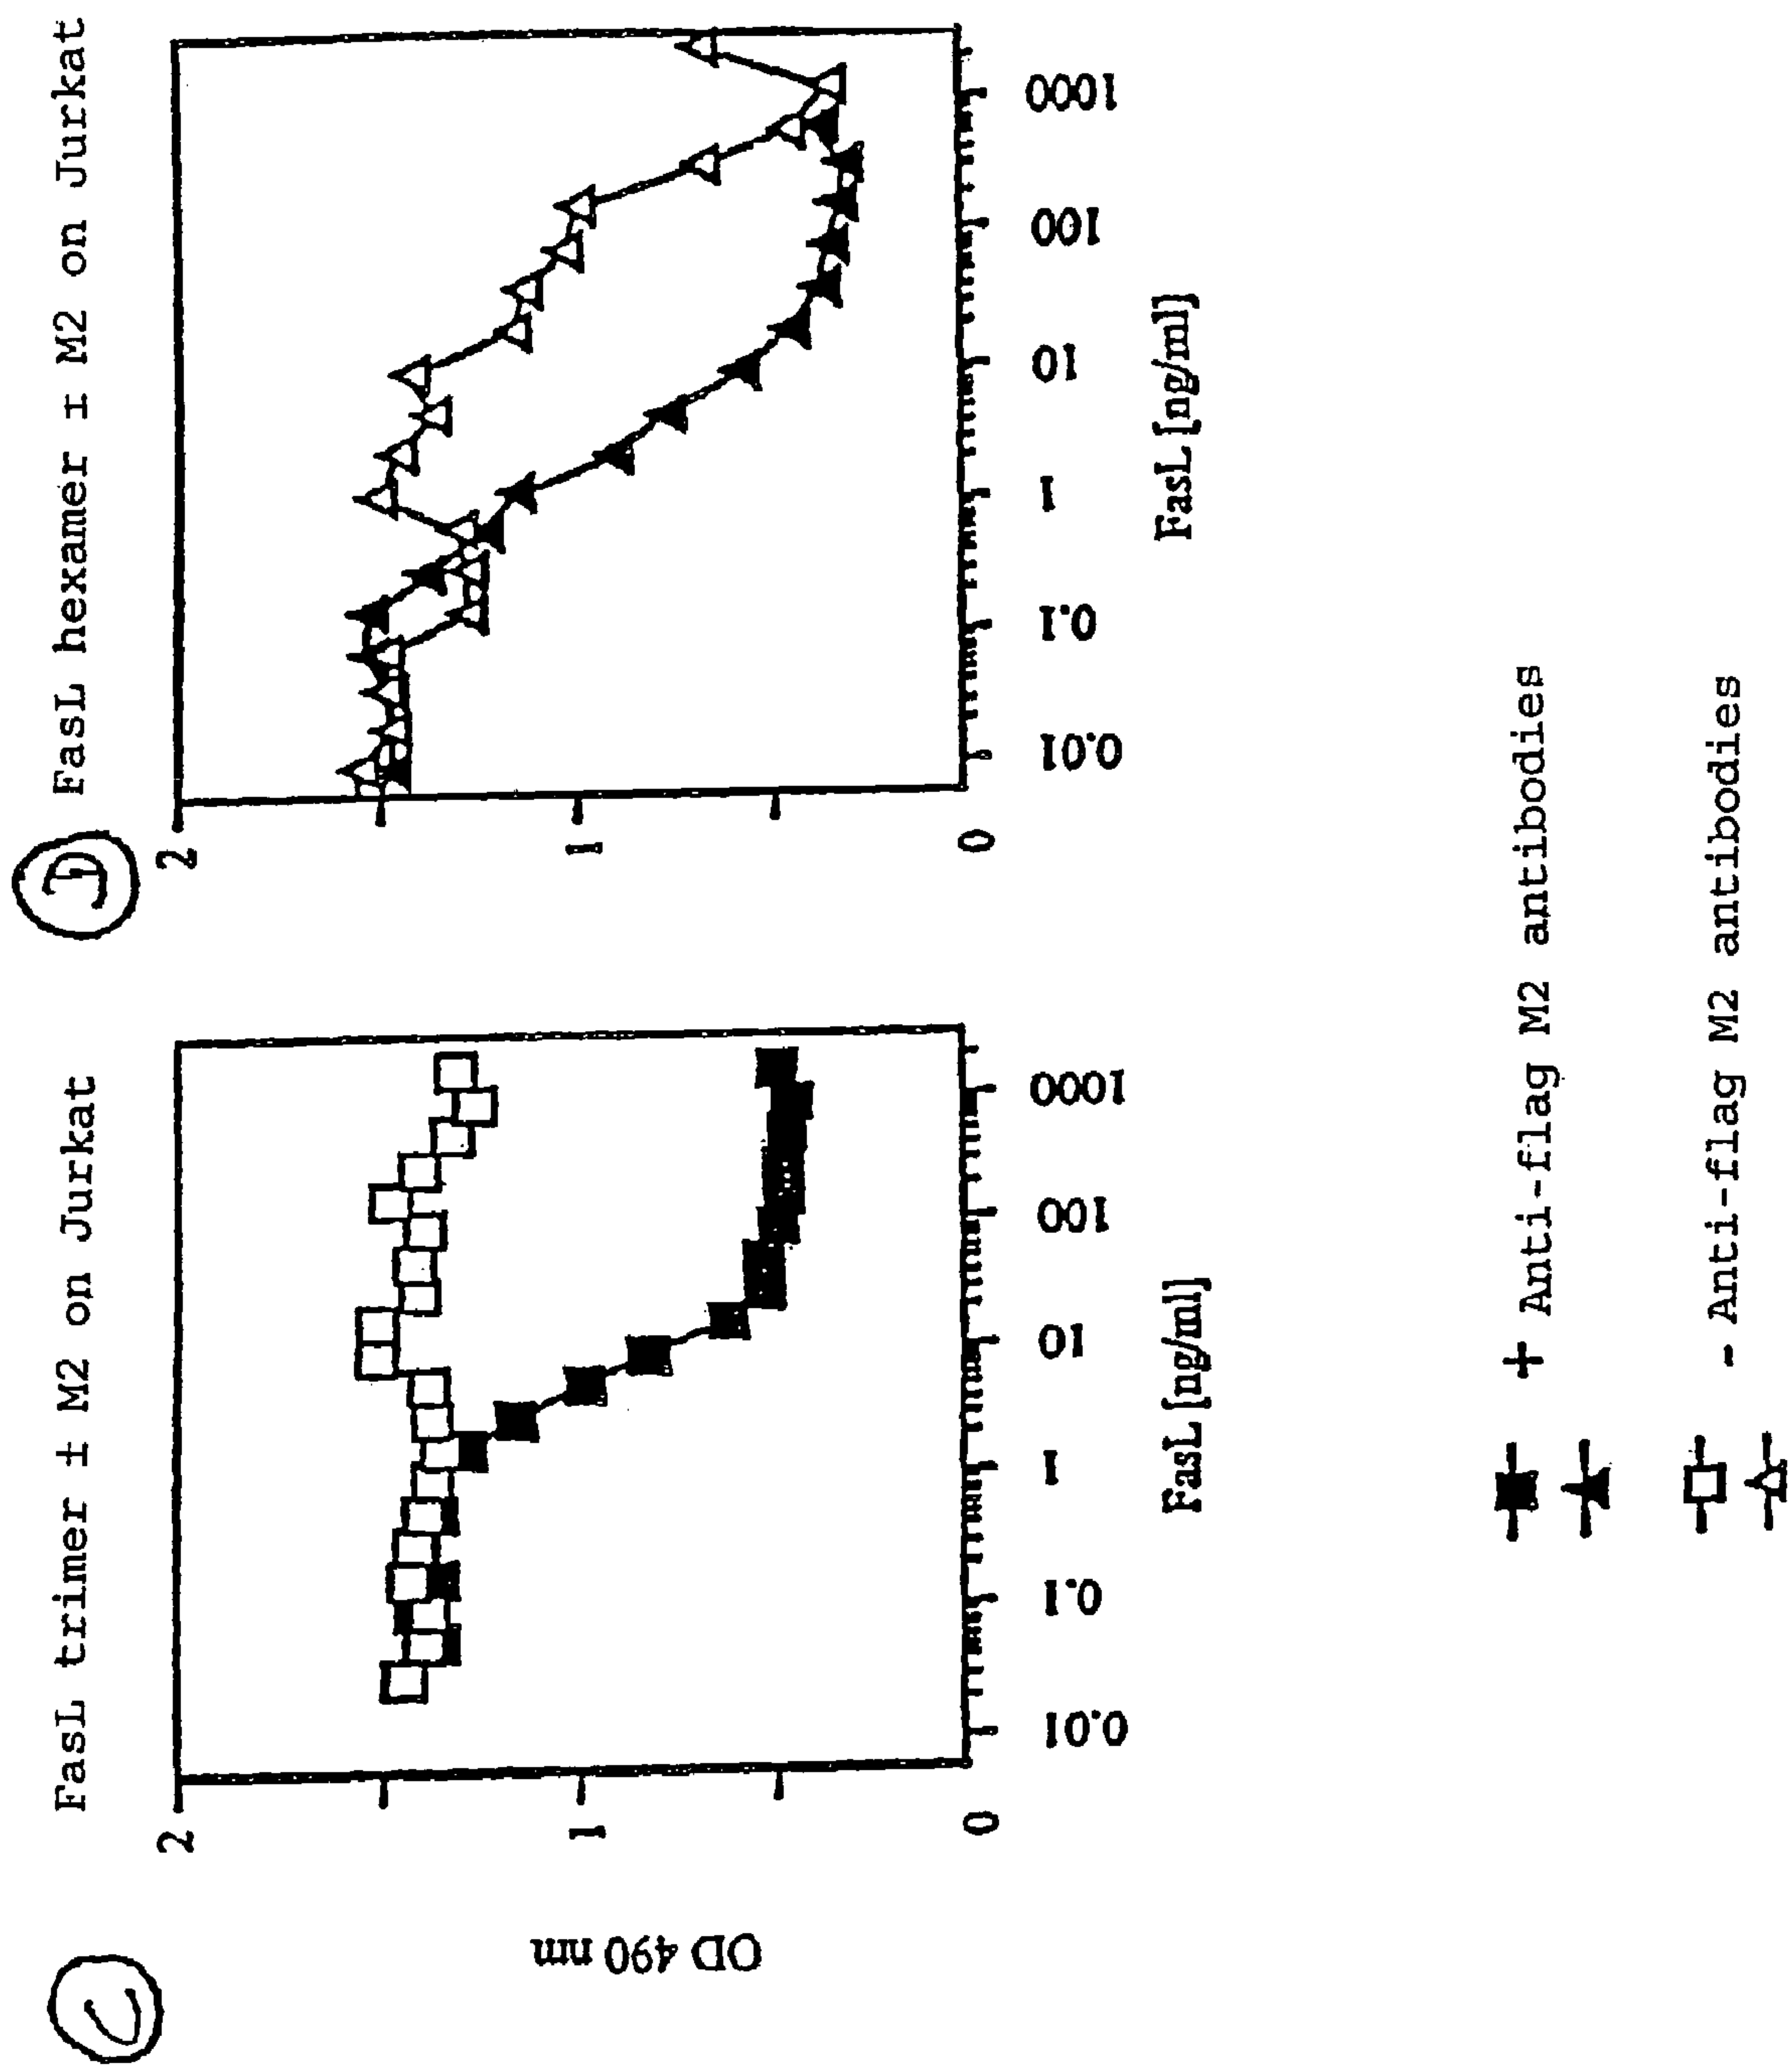 C
FasL trimer ± M2 on Jurkat
OD 490 nm
2
1
0
0.01
0.1
1
10
100
1000
FasL [ng/ml]
D
FasL hexamer ± M2 on Jurkat
2
1
0
0.01
0.1
1
10
100
1000
FasL [ng/ml]
+ Anti-flag M2 antibodies
- Anti-flag M2 antibodies